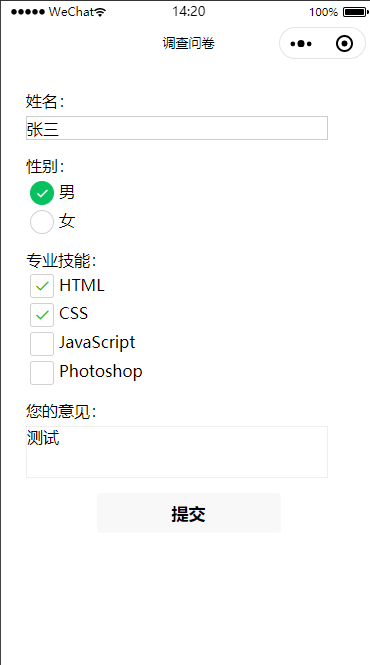 WeChat 14:20 100%
调查问卷
姓名：
张三
性别：
男
女
专业技能：
HTML
CSS
JavaScript
Photoshop
您的意见：
测试
提交